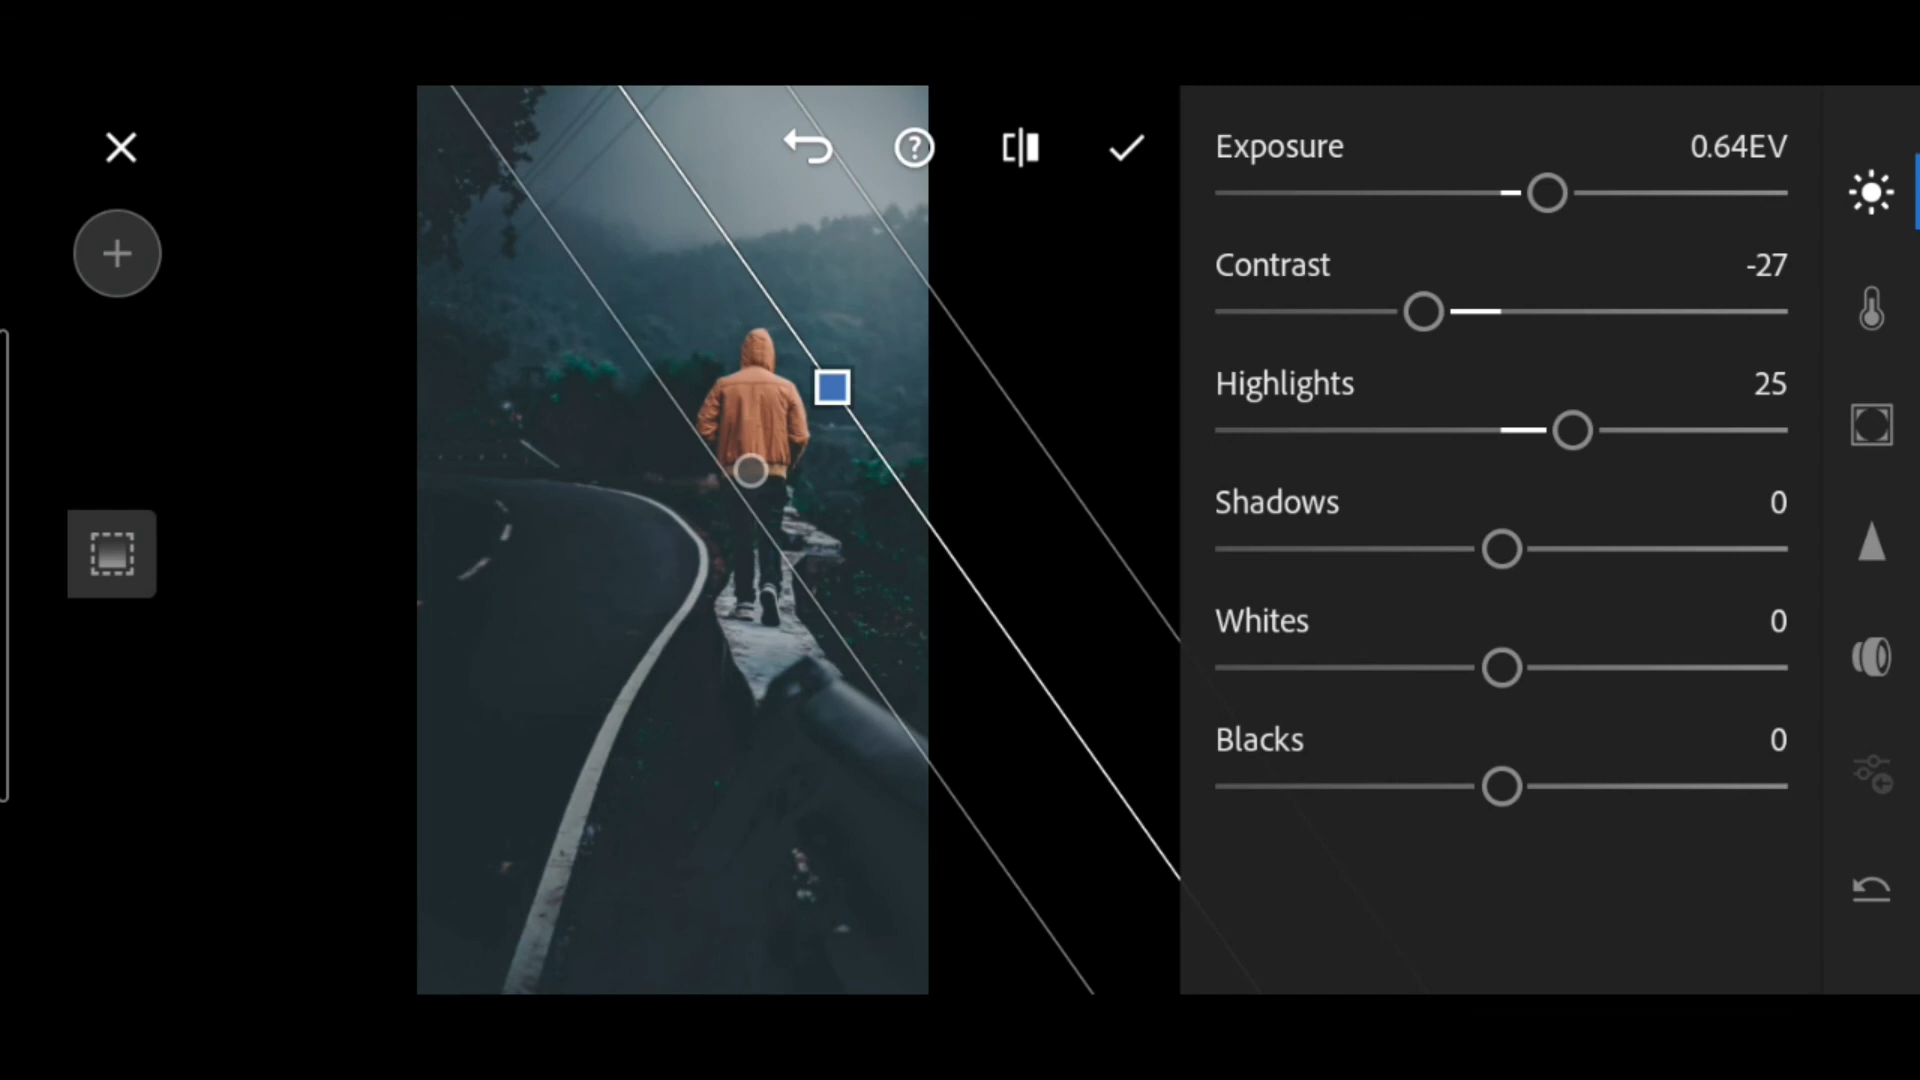 Exposure 0.64EV
Contrast -27
Highlights 25
Shadows 0
Whites 0
Blacks 0